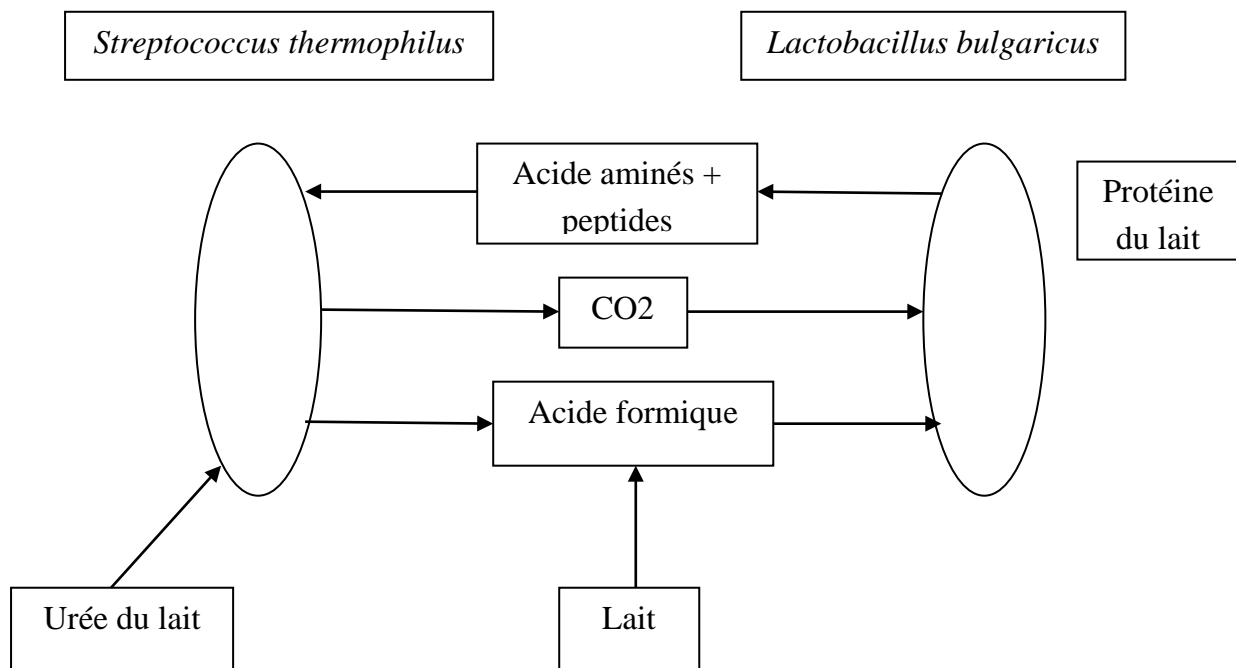 Streptococcus thermophilus
Lactobacillus bulgaricus
Acide aminés +
peptides
Protéine
du lait
CO2
Acide formique
Urée du lait
Lait